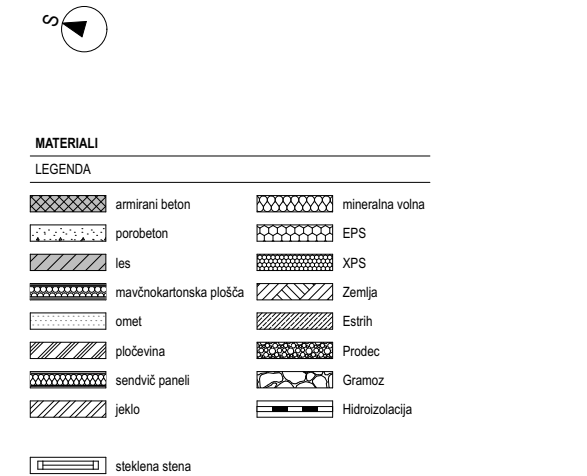 S
MATERIALI
LEGENDA
armirani beton
porobeton
les
mavčnokartonska plošča
omet
pločevina
sendvič paneli
jeklo
steklena stena
mineralna volna
EPS
XPS
Zemlja
Estrih
Prodec
Gramoz
Hidroizolacija